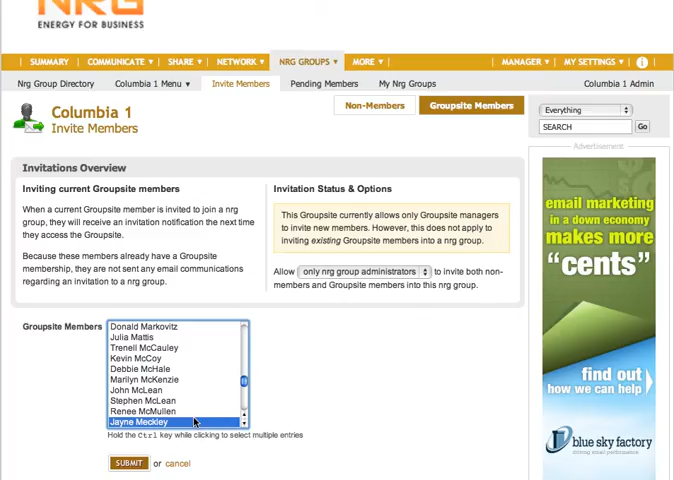 NRG
ENERGY FOR BUSINESS
SUMMARY
COMMUNICATE
SHARE
NETWORK
NRG GROUPS
MORE
MANAGER
MY SETTINGS
i
Nrg Group Directory
Columbia 1 Menu
Invite Members
Pending Members
My Nrg Groups
Columbia 1 Admin
Columbia 1
Invite Members
Non-Members
Groupsite Members
Everything
SEARCH
Go
Advertisement
Invitations Overview
Inviting current Groupsite members
When a current Groupsite member is invited to join a nrg
group, they will receive an invitation notification the next time
they access the Groupsite.
Because these members already have a Groupsite
membership, they are not sent any email communications
regarding an invitation to a nrg group.
Invitation Status & Options
This Groupsite currently allows only Groupsite managers
to invite new members. However, this does not apply to
inviting existing Groupsite members into a nrg group.
Allow only nrg group administrators to invite both non-
members and Groupsite members into this nrg group.
Groupsite Members
Donald Markovitz
Julia Mattis
Trenell McCauley
Kevin McCoy
Debbie McHale
Marilyn McKenzie
John McLean
Stephen McLean
Renee McMullen
Jayne Meckley
Hold the Ctrl key while clicking to select multiple entries
SUBMIT or cancel
email marketing
in a down economy
makes more
“cents”
find out
how we can help
blue sky factory